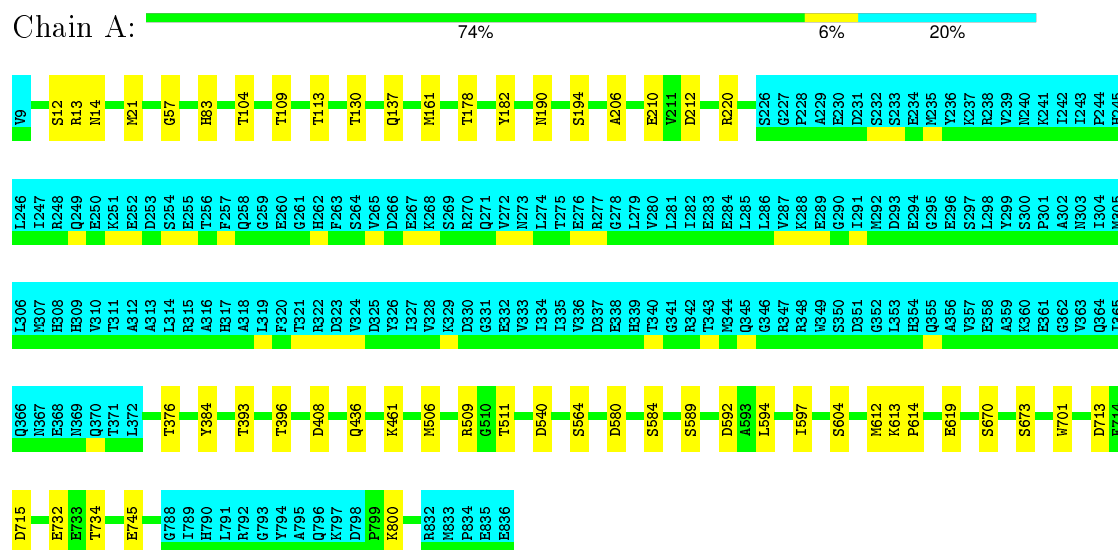 Chain A:
74% 6% 20%
V9 S12 R13 N14 M21 G57 H83 T104 T109 T113 T130 Q137 M161 T178 Y182 N190 S194 A206 E210 V211 D212 R220 S226 G227 P228 A229 E230 D231 S232 S233 E234 M235 Y236 K237 R238 V239 N240 K241 I242 I243 P244 H245
L246 I247 R248 Q249 E250 K251 E252 D253 S254 E255 T256 F257 Q258 G259 E260 G261 H262 F263 S264 V265 D266 E267 K268 S269 R270 Q271 V272 N273 L274 T275 E276 R277 G278 L279 V280 L281 I282 E283 E284 L285 L286 V287 K288 E289 G290 I291 M292 D293 E294 G295 E296 S297 L298 Y299 S300 P301 A302 N303 I304 M305
L306 M307 H308 H309 V310 T311 A312 A313 L314 R315 A316 H317 A318 L319 F320 T321 R322 D323 V324 D325 Y326 I327 V328 K329 D330 G331 E332 V333 I334 I335 V336 D337 E338 H339 T340 G341 R342 T343 M344 Q345 G346 R347 R348 W349 S350 D351 G352 L353 H354 Q355 A356 V357 E358 A359 K360 E361 G362 V363 Q364 I365
Q366 N367 E368 N369 Q370 T371 L372 T376 Y384 T393 T396 D408 Q436 K461 M506 R509 G510 T511 D540 S564 D580 S584 S589 D592 A593 L594 I597 S604 M612 K613 P614 E619 S670 S673 W701 D713 E714
D715 E732 E733 T734 E745 G788 I789 H790 L791 R792 G793 Y794 A795 Q796 K797 D798 P799 K800 R832 M833 P834 E835 E836